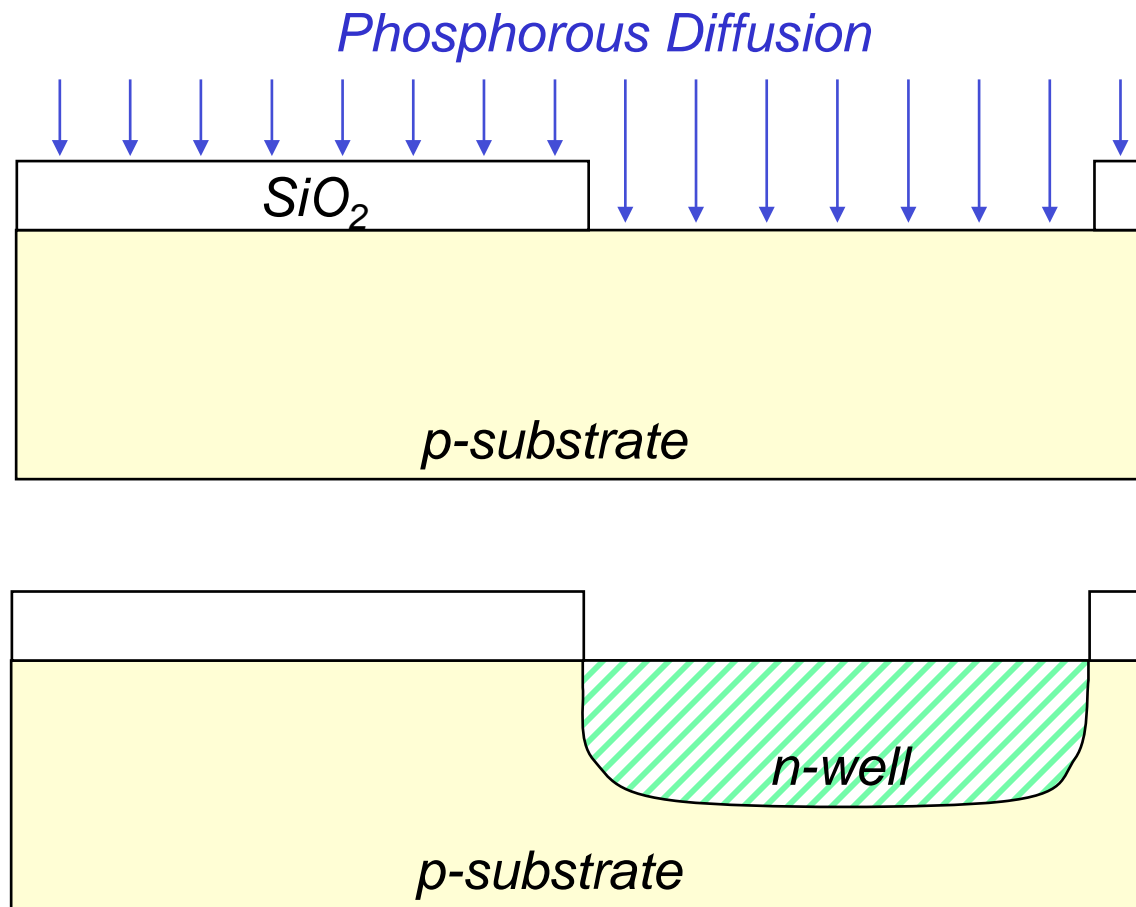 Phosphorous Diffusion
SiO₂
p-substrate
n-well
p-substrate